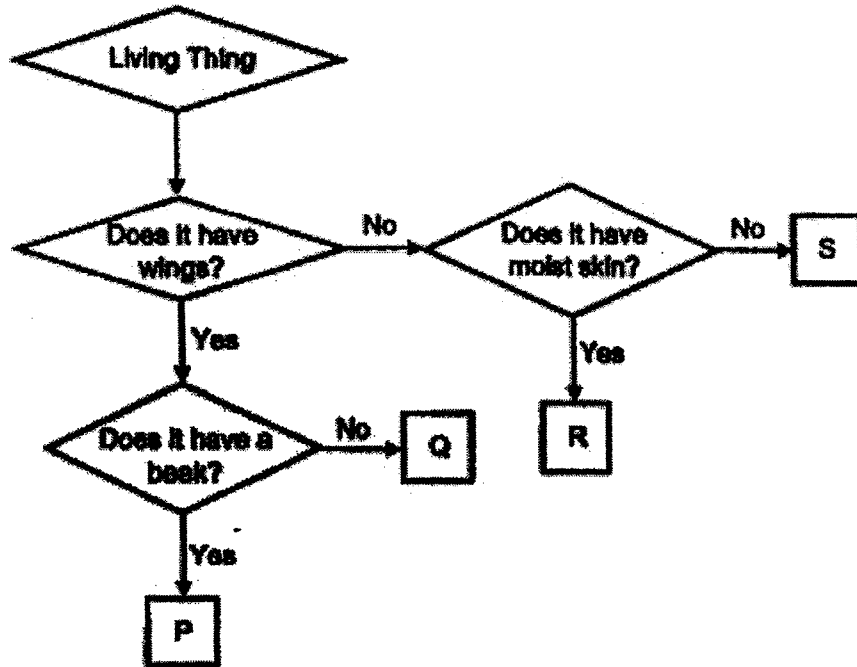 Living Thing
Does it have
wings?
No
Does it have
moist skin?
No
S
Yes
Yes
R
Does it have a
beak?
No
Q
Yes
P